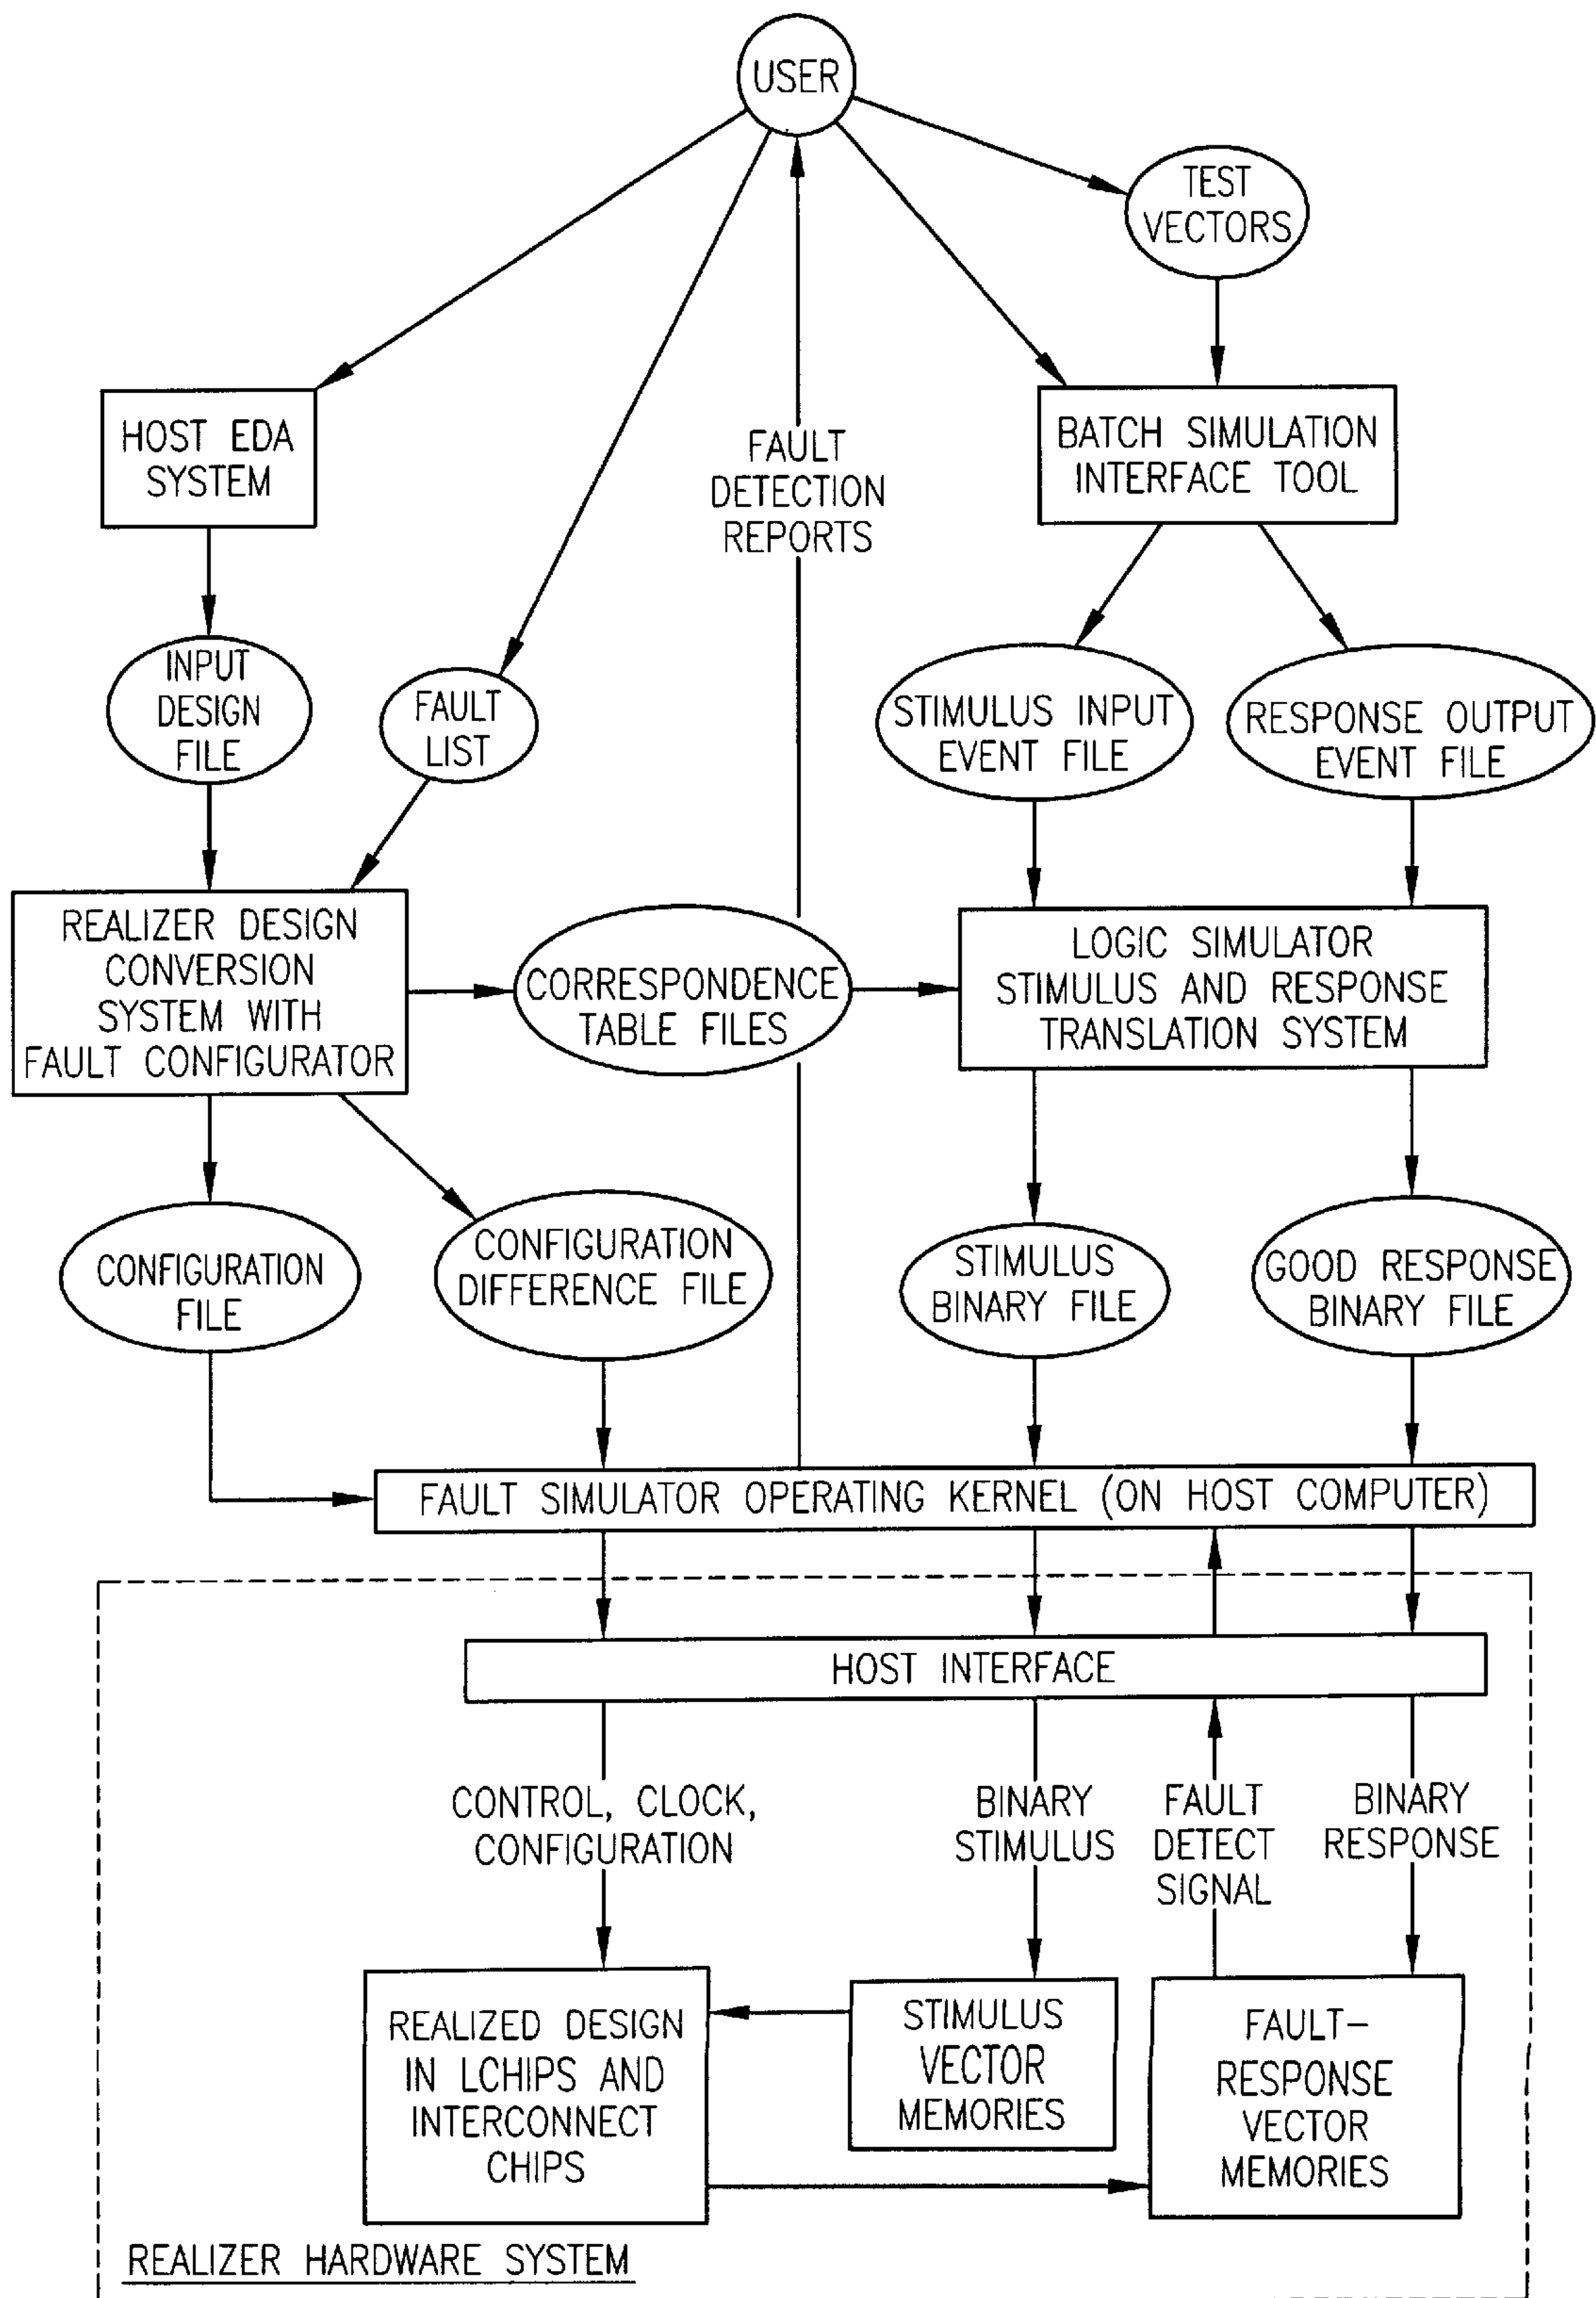 USER
TEST
VECTORS
HOST EDA
SYSTEM
FAULT
DETECTION
REPORTS
BATCH SIMULATION
INTERFACE TOOL
INPUT
DESIGN
FILE
FAULT
LIST
STIMULUS INPUT
EVENT FILE
RESPONSE OUTPUT
EVENT FILE
REALIZER DESIGN
CONVERSION
SYSTEM WITH
FAULT CONFIGURATOR
CORRESPONDENCE
TABLE FILES
LOGIC SIMULATOR
STIMULUS AND RESPONSE
TRANSLATION SYSTEM
CONFIGURATION
FILE
CONFIGURATION
DIFFERENCE FILE
STIMULUS
BINARY FILE
GOOD RESPONSE
BINARY FILE
FAULT SIMULATOR OPERATING KERNEL (ON HOST COMPUTER)
HOST INTERFACE
CONTROL, CLOCK,
CONFIGURATION
BINARY
STIMULUS
FAULT
DETECT
SIGNAL
BINARY
RESPONSE
REALIZED DESIGN
IN LCHIPS AND
INTERCONNECT
CHIPS
STIMULUS
VECTOR
MEMORIES
FAULT-
RESPONSE
VECTOR
MEMORIES
REALIZER HARDWARE SYSTEM